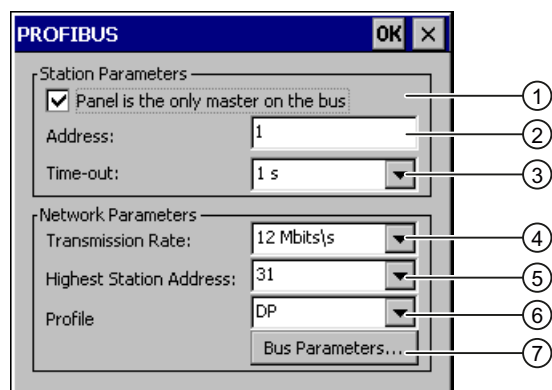 PROFIBUS OK ×
Station Parameters
Panel is the only master on the bus 1
Address: 1 2
Time-out: 1 s 3
Network Parameters
Transmission Rate: 12 Mbits\s 4
Highest Station Address: 31 5
Profile DP 6
Bus Parameters... 7